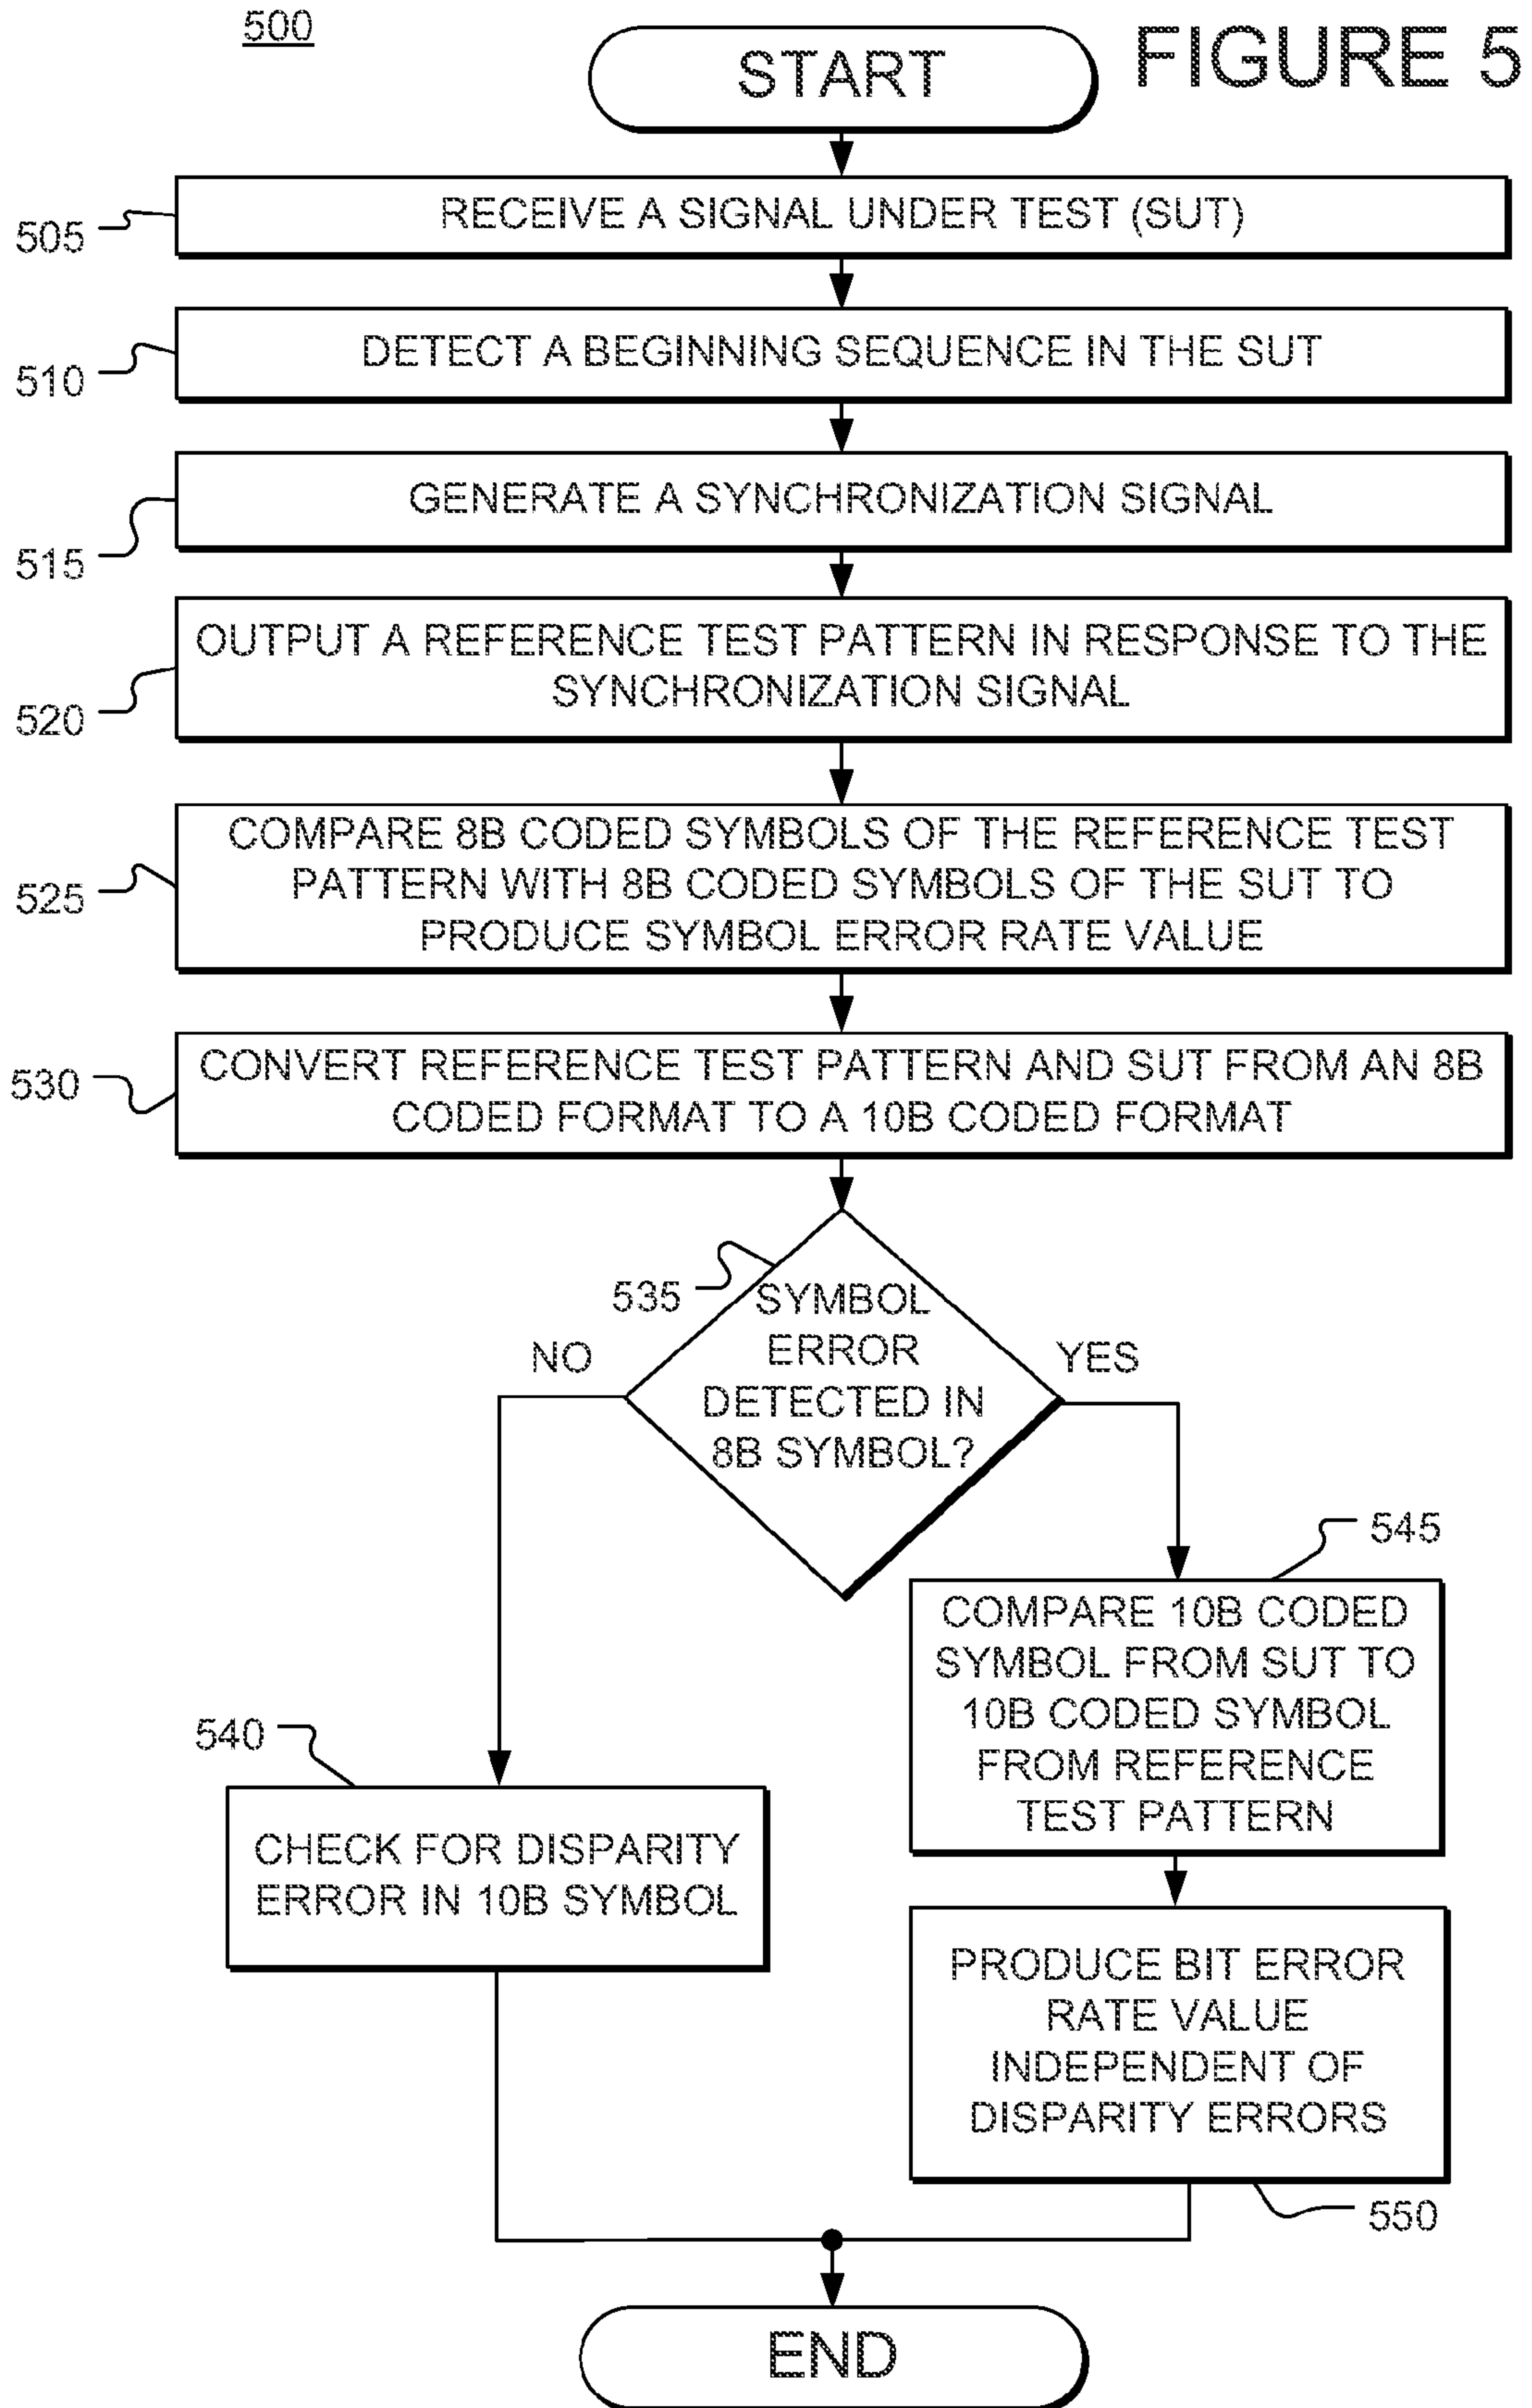 500
FIGURE 5
START
505
RECEIVE A SIGNAL UNDER TEST (SUT)
510
DETECT A BEGINNING SEQUENCE IN THE SUT
515
GENERATE A SYNCHRONIZATION SIGNAL
520
OUTPUT A REFERENCE TEST PATTERN IN RESPONSE TO THE
SYNCHRONIZATION SIGNAL
525
COMPARE 8B CODED SYMBOLS OF THE REFERENCE TEST
PATTERN WITH 8B CODED SYMBOLS OF THE SUT TO
PRODUCE SYMBOL ERROR RATE VALUE
530
CONVERT REFERENCE TEST PATTERN AND SUT FROM AN 8B
CODED FORMAT TO A 10B CODED FORMAT
535
SYMBOL
ERROR
DETECTED IN
8B SYMBOL?
NO
YES
540
CHECK FOR DISPARITY
ERROR IN 10B SYMBOL
545
COMPARE 10B CODED
SYMBOL FROM SUT TO
10B CODED SYMBOL
FROM REFERENCE
TEST PATTERN
PRODUCE BIT ERROR
RATE VALUE
INDEPENDENT OF
DISPARITY ERRORS
550
END